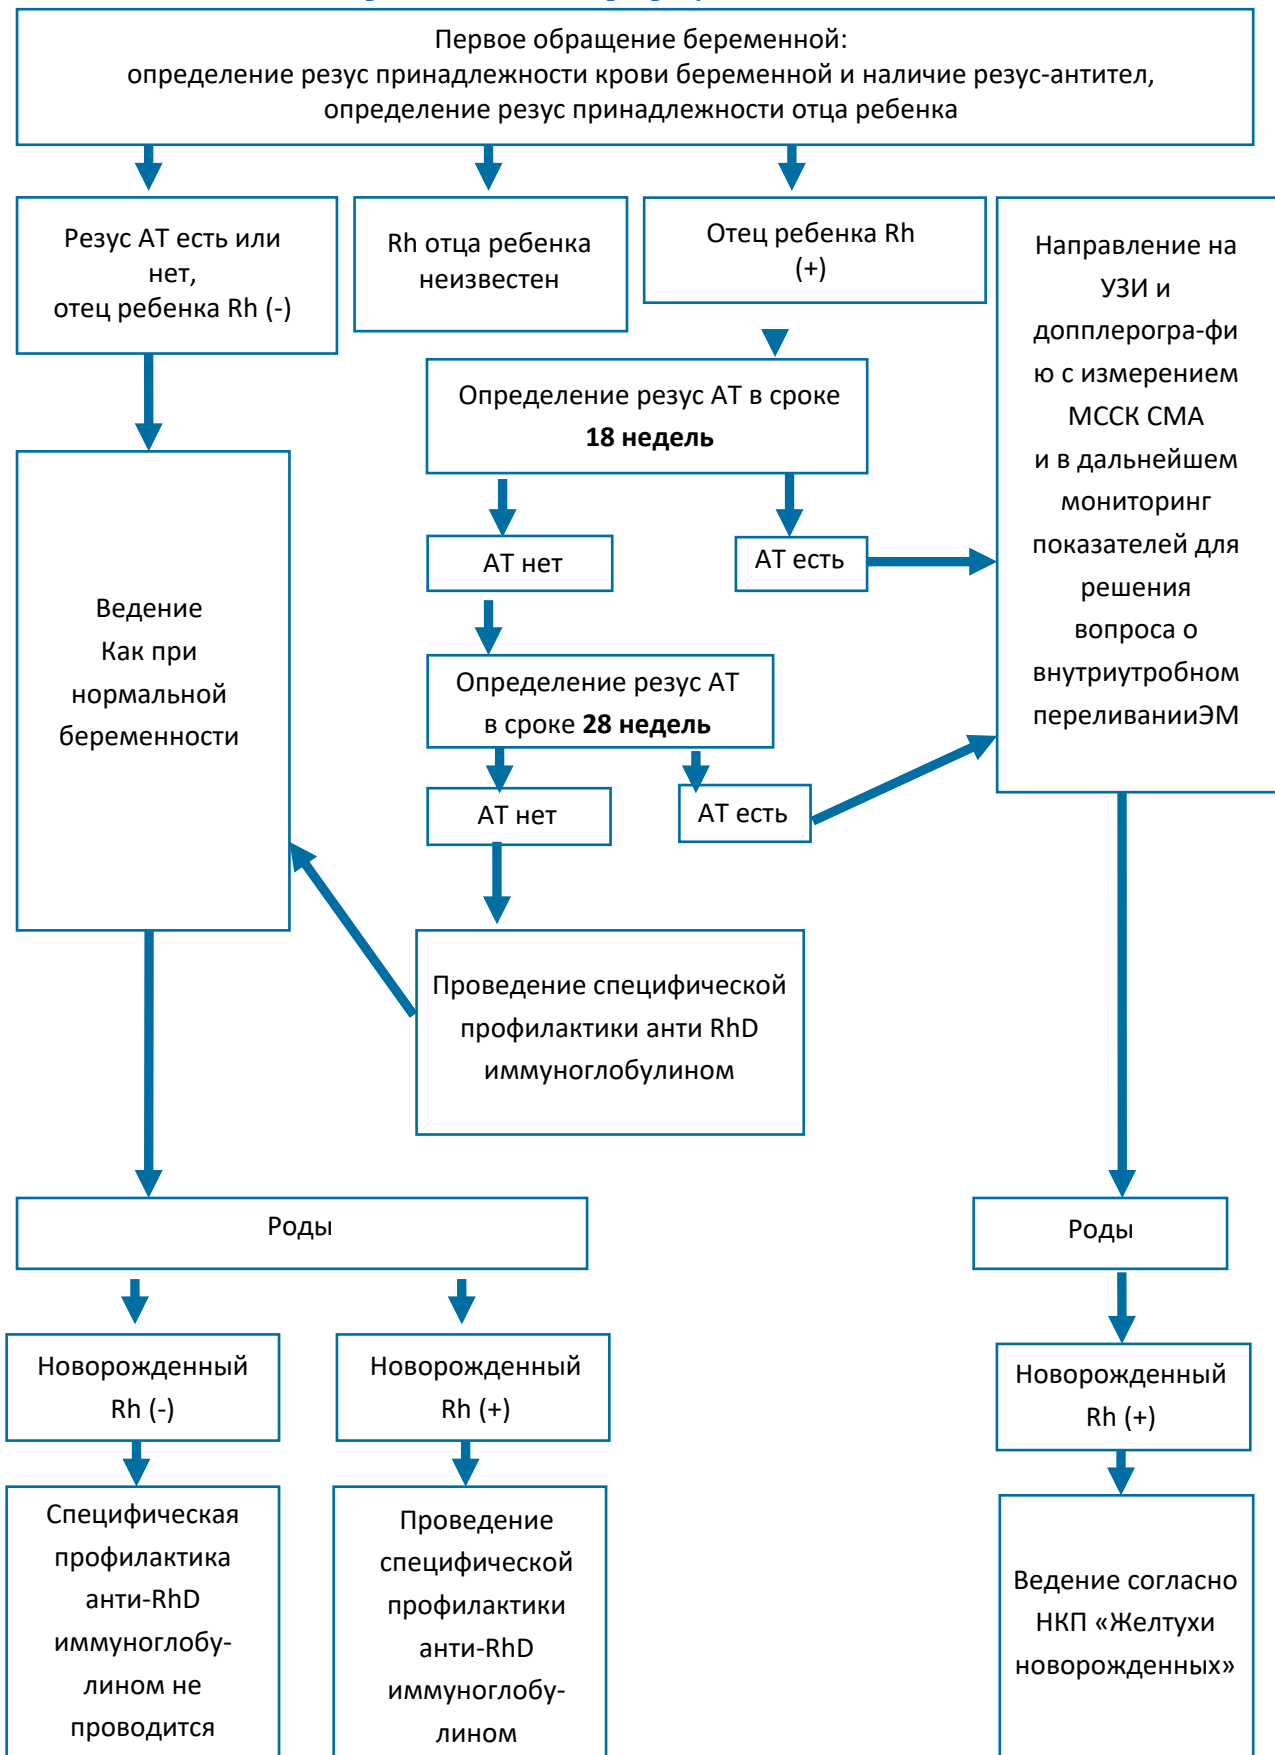 Первое обращение беременной:
определение резус принадлежности крови беременной и наличие резус-антител,
определение резус принадлежности отца ребенка
Резус АТ есть или
нет,
отец ребенка Rh (-)
Rh отца ребенка
неизвестен
Отец ребенка Rh
(+)
Направление на
УЗИ и
допплерогра-фи
ю с измерением
МССК СМА
и в дальнейшем
мониторинг
показателей для
решения
вопроса о
внутриутробном
переливанииЭМ
Определение резус АТ в сроке
18 недель
АТ нет
АТ есть
Ведение
Как при
нормальной
беременности
Определение резус АТ
в сроке 28 недель
АТ нет
АТ есть
Проведение специфической
профилактики анти RhD
иммуноглобулином
Роды
Роды
Новорожденный
Rh (-)
Новорожденный
Rh (+)
Новорожденный
Rh (+)
Специфическая
профилактика
анти-RhD
иммуноглобу-
лином не
проводится
Проведение
специфической
профилактики
анти-RhD
иммуноглобу-
лином
Ведение согласно
НКП «Желтухи
новорожденных»